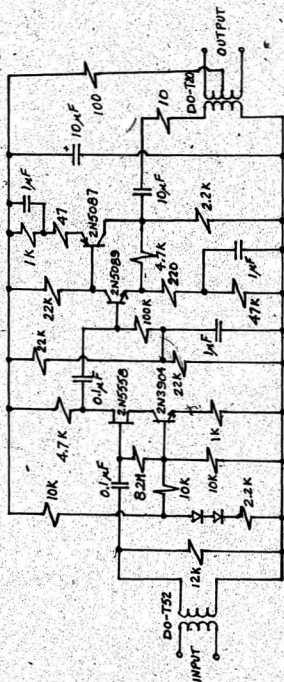 OUTPUT
DO-T20
100
10
10µF
10µF
1µF
1K
47
2N5087
2.2K
4.7K
220
1µF
47K
2N5089
22K
100K
22K
1µF
22K
0.1µF
2N5558
2N3904
4.7K
1K
0.1µF
8.2M
10K
10K
10K
2.2K
12K
DO-T52
INPUT